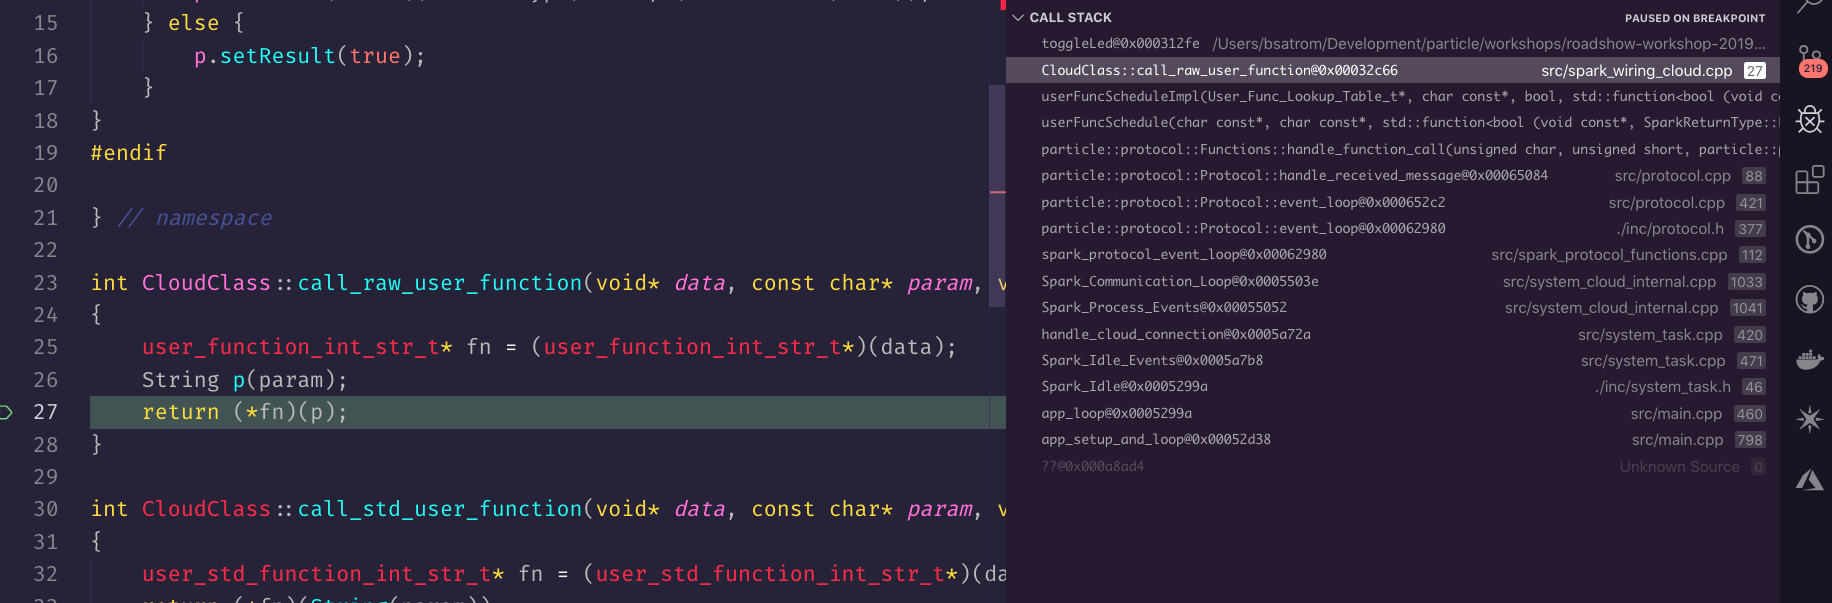 15 } else {
16 p.setResult(true);
17 }
18 }
19 #endif
20
21 } // namespace
22
23 int CloudClass::call_raw_user_function(void* data, const char* param, v
24 {
25 user_function_int_str_t* fn = (user_function_int_str_t*)(data);
26 String p(param);
27 return (*fn)(p);
28 }
29
30 int CloudClass::call_std_user_function(void* data, const char* param, v
31 {
32 user_std_function_int_str_t* fn = (user_std_function_int_str_t*)(da
CALL STACK PAUSED ON BREAKPOINT
toggleLed@0x000312fe /Users/bsatrom/Development/particle/workshops/roadshow-workshop-2019...
CloudClass::call_raw_user_function@0x00032c66 src/spark_wiring_cloud.cpp 27
userFuncScheduleImpl(User_Func_Lookup_Table_t*, char const*, bool, std::function<bool (void c
userFuncSchedule(char const*, char const*, std::function<bool (void const*, SparkReturnType::
particle::protocol::Functions::handle_function_call(unsigned char, unsigned short, particle::p
particle::protocol::Protocol::handle_received_message@0x00065084 src/protocol.cpp 88
particle::protocol::Protocol::event_loop@0x000652c2 src/protocol.cpp 421
particle::protocol::Protocol::event_loop@0x00062980 ./inc/protocol.h 377
spark_protocol_event_loop@0x00062980 src/spark_protocol_functions.cpp 112
Spark_Communication_Loop@0x0005503e src/system_cloud_internal.cpp 1033
Spark_Process_Events@0x00055052 src/system_cloud_internal.cpp 1041
handle_cloud_connection@0x0005a72a src/system_task.cpp 420
Spark_Idle_Events@0x0005a7b8 src/system_task.cpp 471
Spark_Idle@0x0005299a ./inc/system_task.h 46
app_loop@0x0005299a src/main.cpp 460
app_setup_and_loop@0x00052d38 src/main.cpp 798
??@0x000a8ad4 Unknown Source 0
219